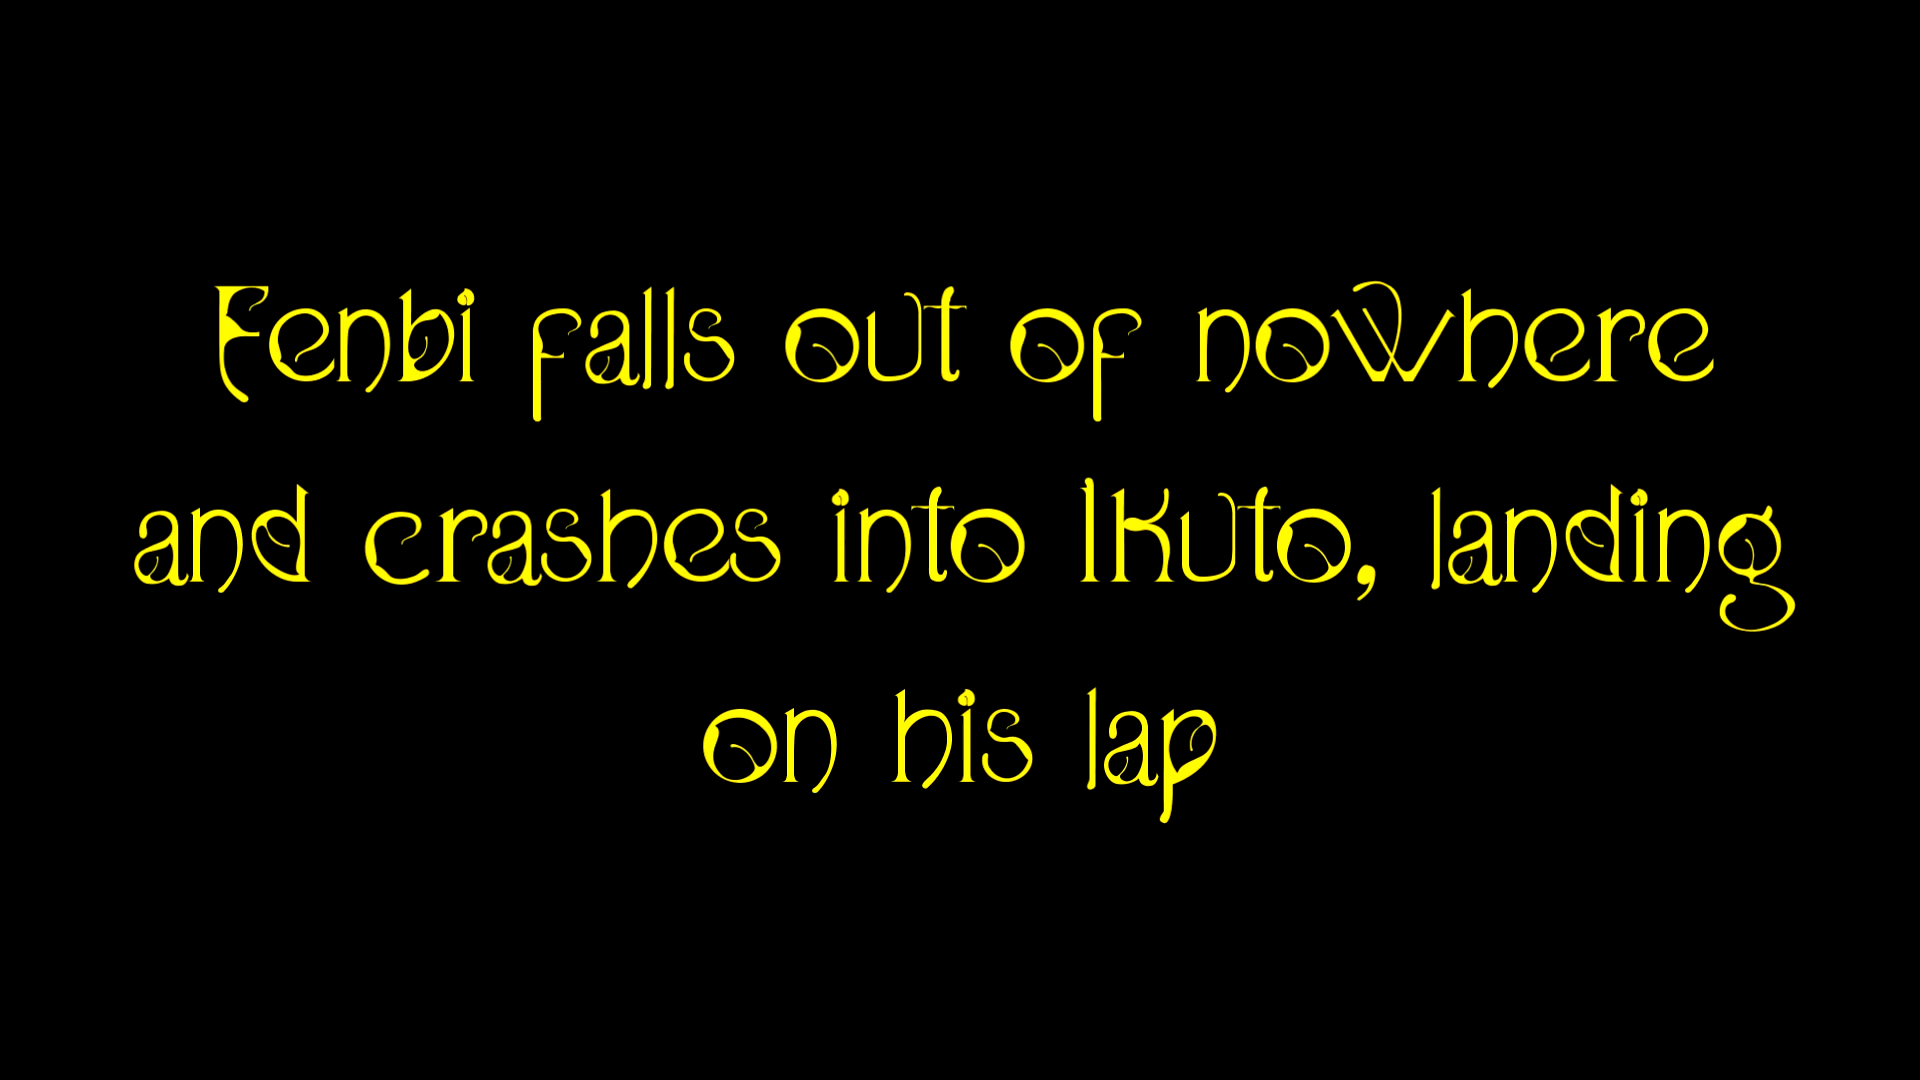 Fenbi falls out of nowhere
and crashes into Ikuto, landing
on his lap